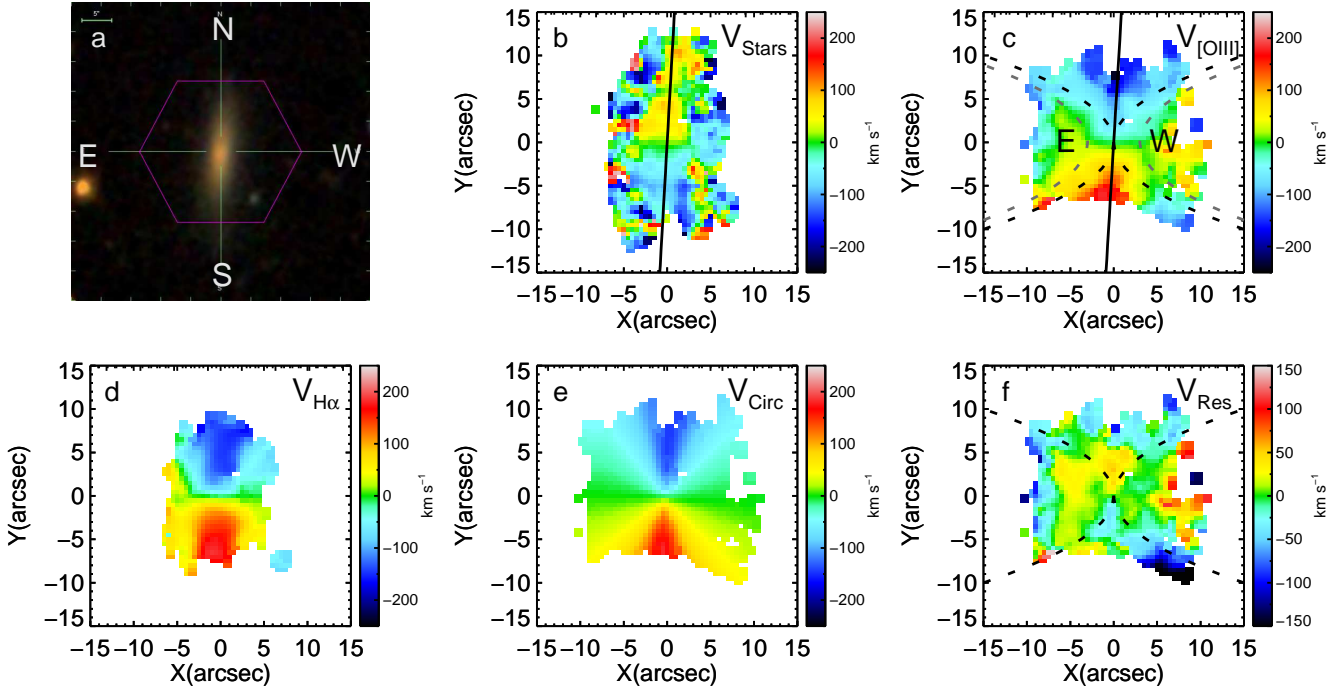 5"
a
N
N
E
W
S
b
V_Stars
15
10
5
0
−5
−10
−15
Y(arcsec)
−15 −10 −5 0 5 10 15
X(arcsec)
200
100
0
−100
−200
km s⁻¹
c
V_[OIII]
E
W
15
10
5
0
−5
−10
−15
Y(arcsec)
−15 −10 −5 0 5 10 15
X(arcsec)
200
100
0
−100
−200
km s⁻¹
d
V_Hα
15
10
5
0
−5
−10
−15
Y(arcsec)
−15 −10 −5 0 5 10 15
X(arcsec)
200
100
0
−100
−200
km s⁻¹
e
V_Circ
15
10
5
0
−5
−10
−15
Y(arcsec)
−15 −10 −5 0 5 10 15
X(arcsec)
200
100
0
−100
−200
km s⁻¹
f
V_Res
15
10
5
0
−5
−10
−15
Y(arcsec)
−15 −10 −5 0 5 10 15
X(arcsec)
150
100
50
0
−50
−100
−150
km s⁻¹